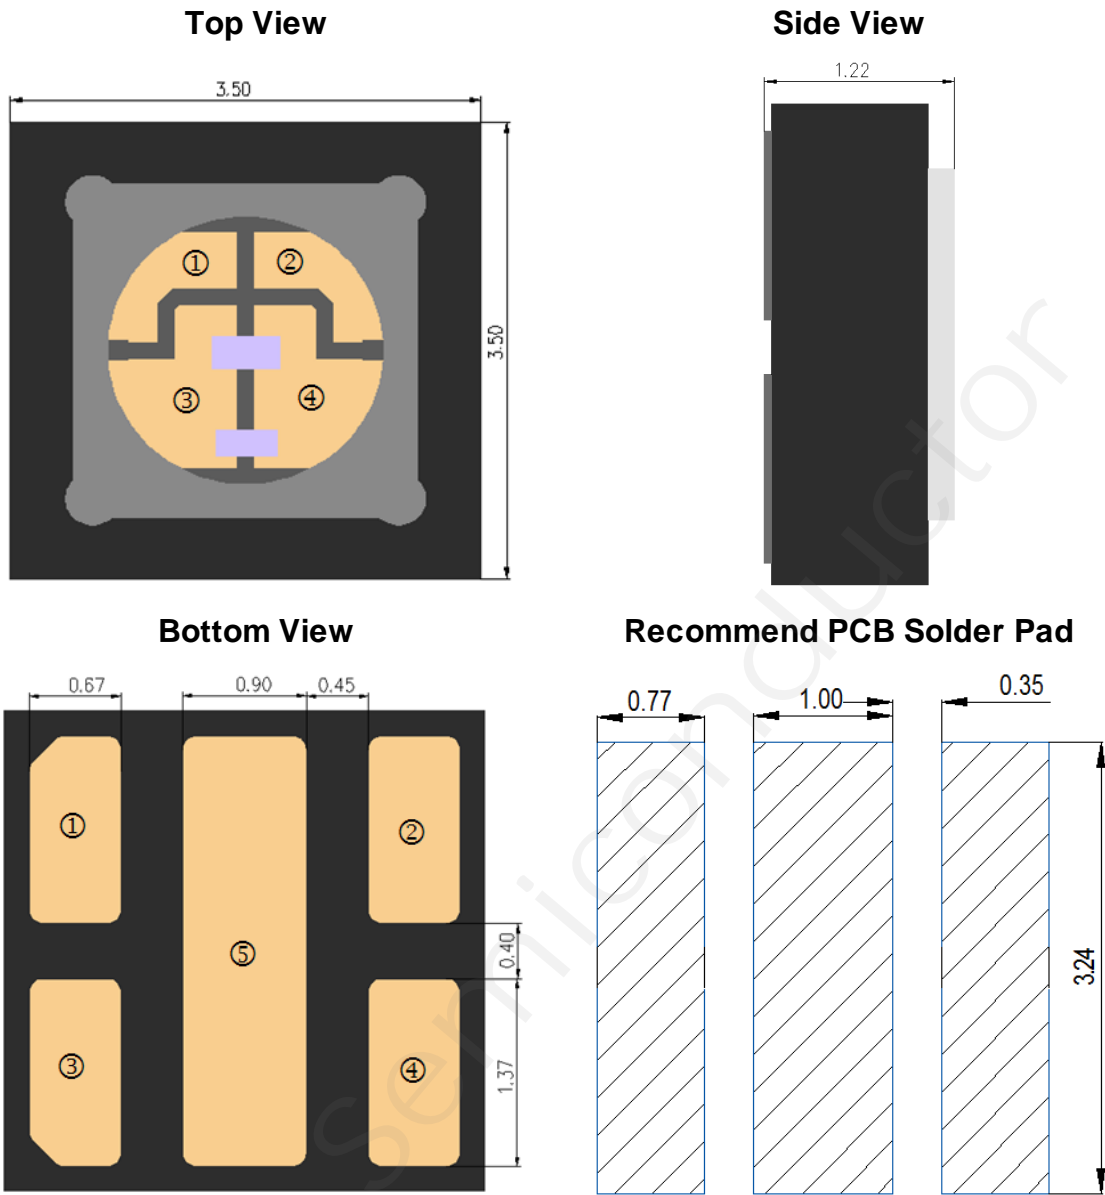 Top View
Side View
3.50
1.22
① ②
3.50
③ ④
Bottom View
Recommend PCB Solder Pad
0.67 0.90 0.45
0.77 1.00 0.35
① ②
⑤
0.40
3.24
③ ④
1.37
Semiconductor